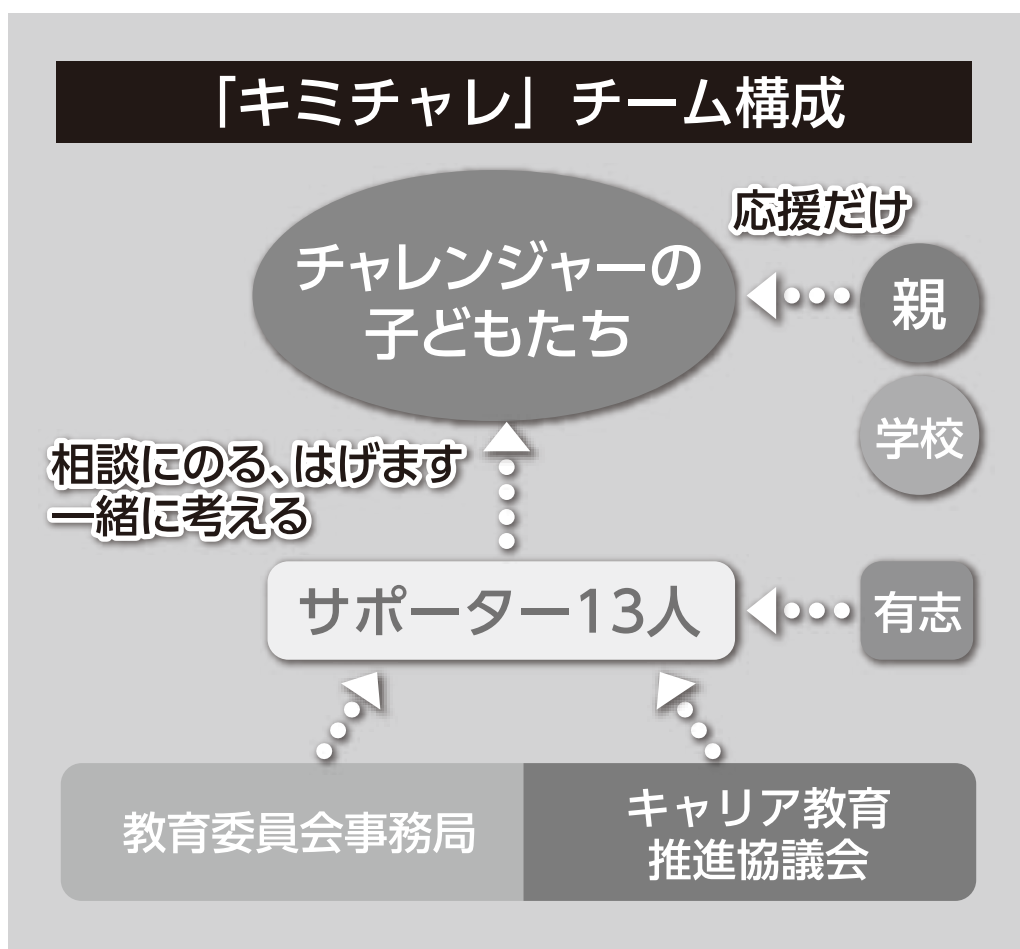 「キミチャレ」チーム構成
応援だけ
チャレンジャーの
子どもたち
親
学校
相談にのる、はげます
一緒に考える
サポーター13人
有志
教育委員会事務局
キャリア教育
推進協議会